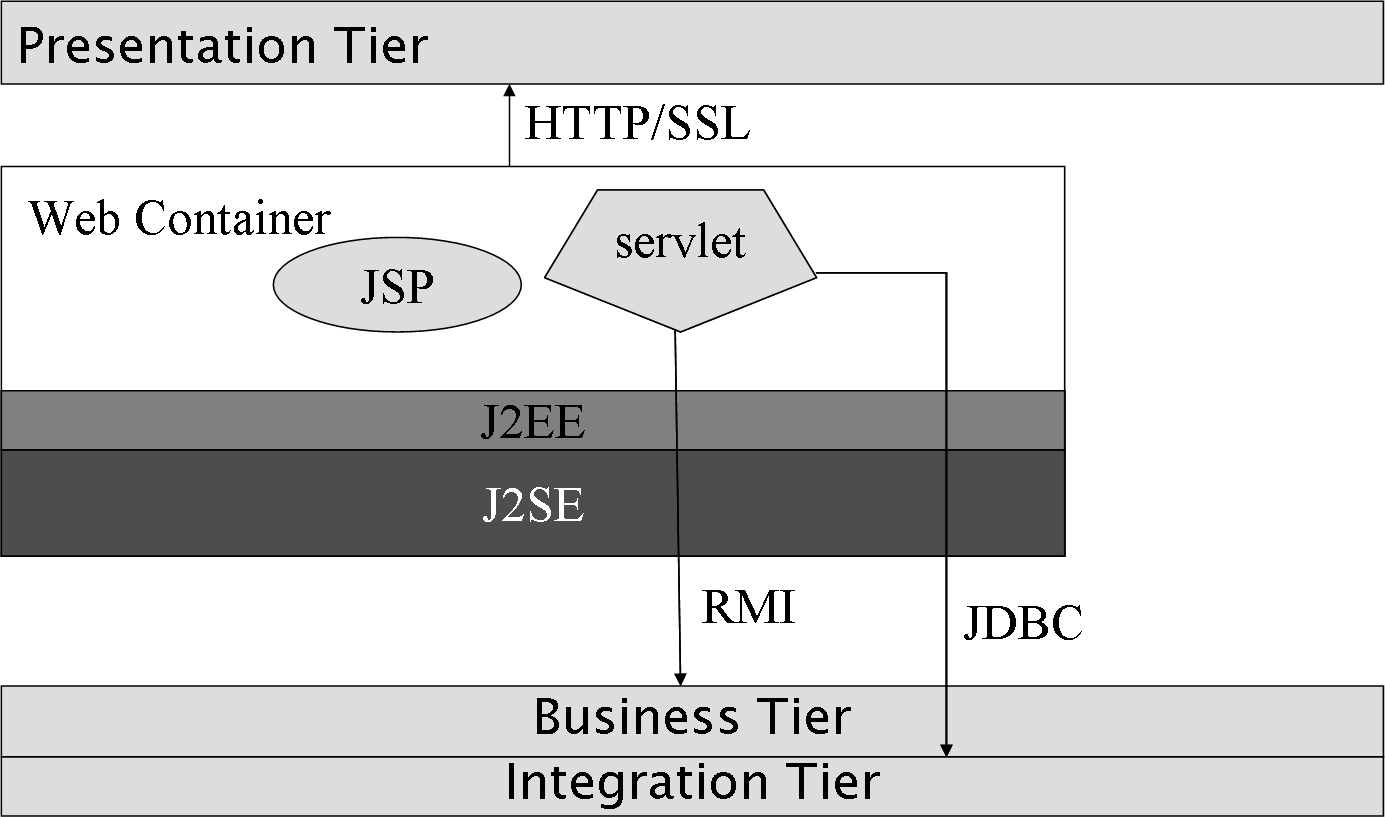 Presentation Tier
HTTP/SSL
Web Container
servlet
JSP
J2EE
J2SE
RMI
JDBC
Business Tier
Integration Tier